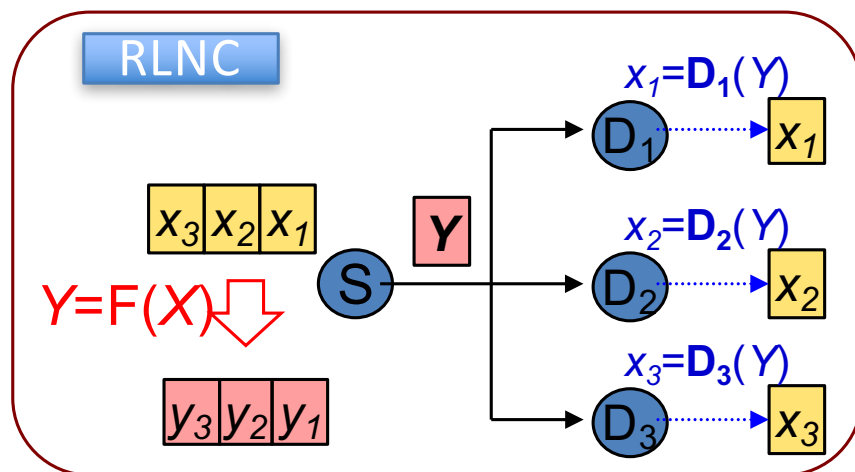 RLNC
x₁=D₁(Y)
D₁
x₁
x₃ x₂ x₁
Y
x₂=D₂(Y)
S
D₂
x₂
Y=F(X)
x₃=D₃(Y)
y₃ y₂ y₁
D₃
x₃